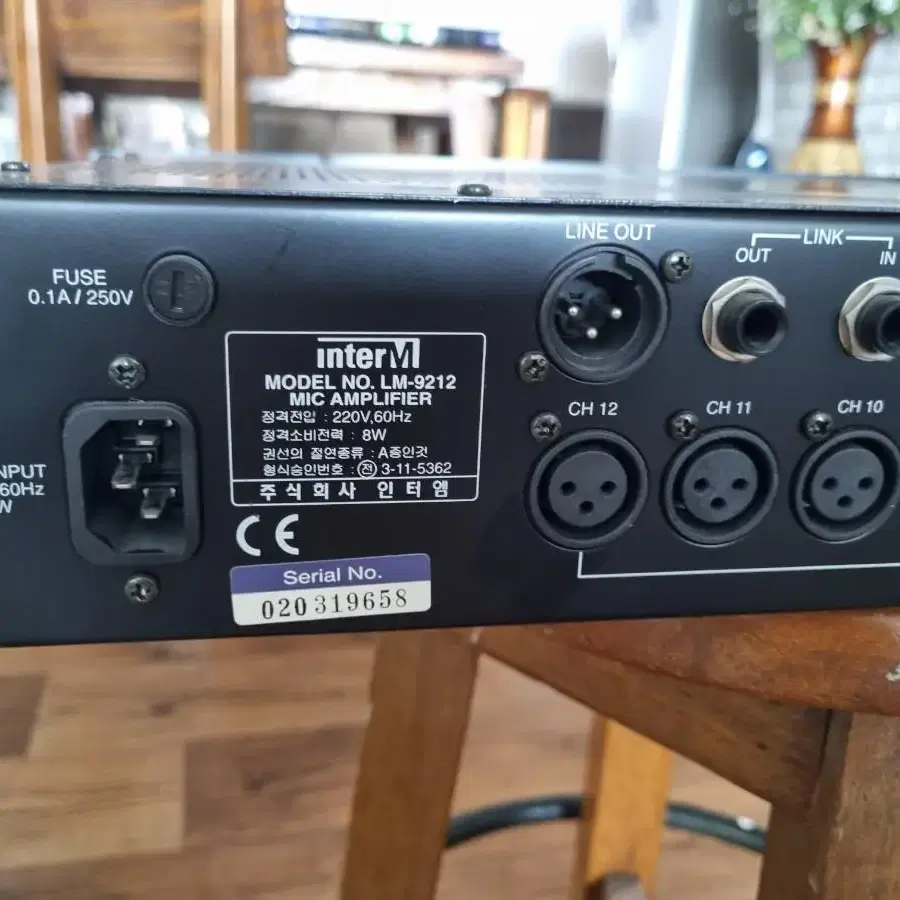 LINE OUT
OUT
LINK
IN
FUSE
0.1A / 250V
interM
MODEL NO. LM-9212
MIC AMPLIFIER
정격전압 : 220V,60Hz
정격소비전력 : 8W
권선의 절연종류 : A종인것
형식승인번호 : 전 3-11-5362
주식회사 인터엠
CH 12
CH 11
CH 10
INPUT
60Hz
W
CE
Serial No.
020319658